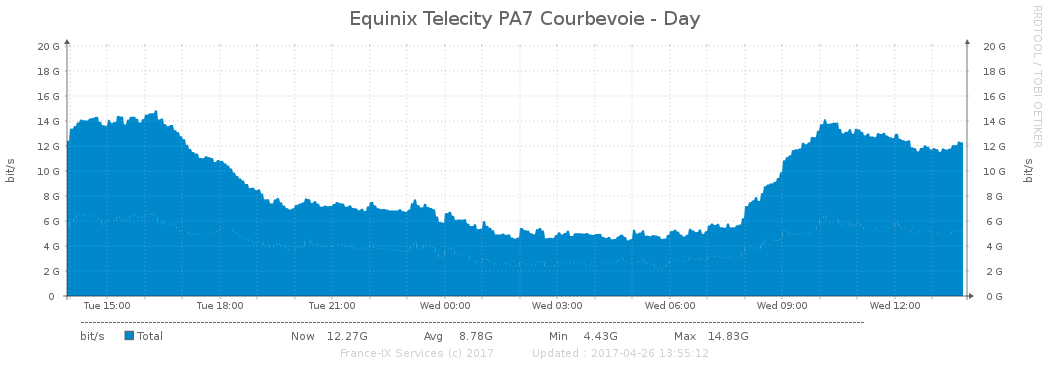 Equinix Telecity PA7 Courbevoie - Day
RRDTOOL / TOBI OETIKER
bit/s
bit/s
20 G 20 G
18 G 18 G
16 G 16 G
14 G 14 G
12 G 12 G
10 G 10 G
8 G 8 G
6 G 6 G
4 G 4 G
2 G 2 G
0 0 G
Tue 15:00 Tue 18:00 Tue 21:00 Wed 00:00 Wed 03:00 Wed 06:00 Wed 09:00 Wed 12:00
bit/s Total Now 12.27G Avg 8.78G Min 4.43G Max 14.83G
France-IX Services (c) 2017 Updated : 2017-04-26 13:55:12